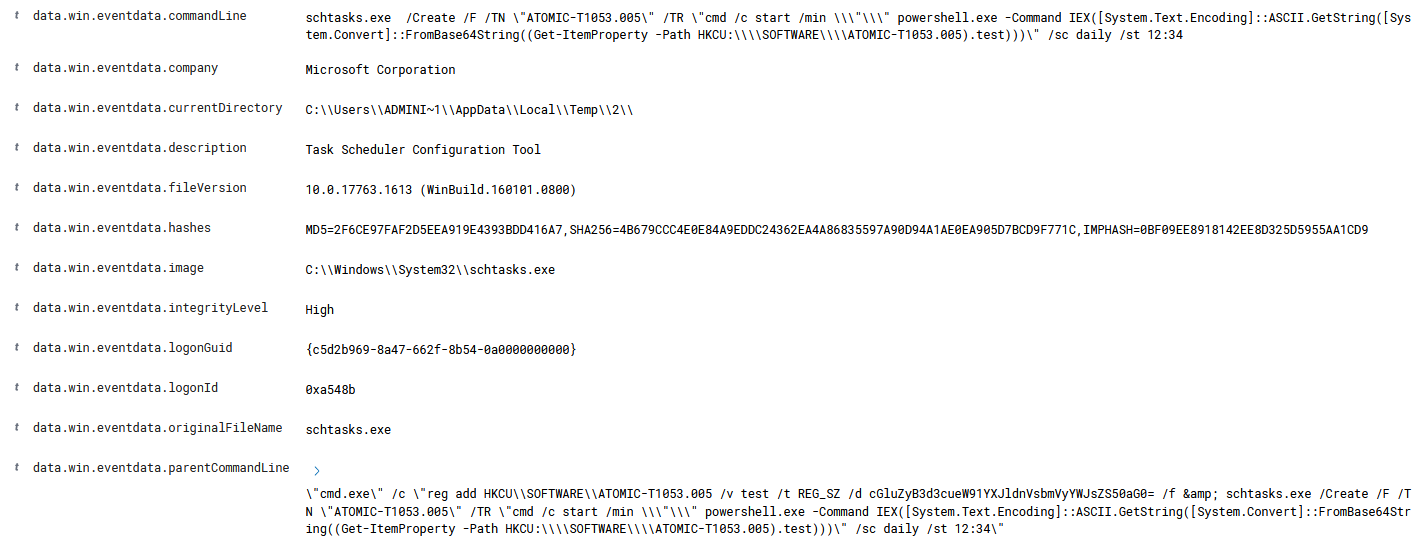 t data.win.eventdata.commandLine schtasks.exe  /Create /F /TN \"ATOMIC-T1053.005\" /TR \"cmd /c start /min \\\"\\\" powershell.exe -Command IEX([System.Text.Encoding]::ASCII.GetString([Sys
tem.Convert]::FromBase64String((Get-ItemProperty -Path HKCU:\\\\SOFTWARE\\\\ATOMIC-T1053.005).test)))\" /sc daily /st 12:34
t data.win.eventdata.company Microsoft Corporation
t data.win.eventdata.currentDirectory C:\\Users\\ADMINI~1\\AppData\\Local\\Temp\\2\\
t data.win.eventdata.description Task Scheduler Configuration Tool
t data.win.eventdata.fileVersion 10.0.17763.1613 (WinBuild.160101.0800)
t data.win.eventdata.hashes MD5=2F6CE97FAF2D5EEA919E4393BDD416A7,SHA256=4B679CCC4E0E84A9EDDC24362EA4A86835597A90D94A1AE0EA905D7BCD9F771C,IMPHASH=0BF09EE8918142EE8D325D5955AA1CD9
t data.win.eventdata.image C:\\Windows\\System32\\schtasks.exe
t data.win.eventdata.integrityLevel High
t data.win.eventdata.logonGuid {c5d2b969-8a47-662f-8b54-0a0000000000}
t data.win.eventdata.logonId 0xa548b
t data.win.eventdata.originalFileName schtasks.exe
t data.win.eventdata.parentCommandLine
\"cmd.exe\" /c \"reg add HKCU\\SOFTWARE\\ATOMIC-T1053.005 /v test /t REG_SZ /d cGluZyB3d3cueW91YXJldnVsbmVyYWJsZS50aG0= /f &amp; schtasks.exe /Create /F /T
N \"ATOMIC-T1053.005\" /TR \"cmd /c start /min \\\"\\\" powershell.exe -Command IEX([System.Text.Encoding]::ASCII.GetString([System.Convert]::FromBase64Str
ing((Get-ItemProperty -Path HKCU:\\\\SOFTWARE\\\\ATOMIC-T1053.005).test)))\" /sc daily /st 12:34\"